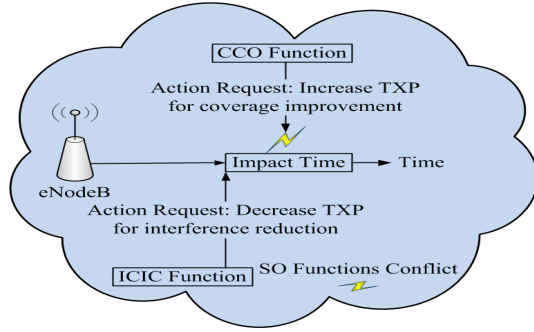 CCO Function
Action Request: Increase TXP
for coverage improvement
Impact Time
Time
eNodeB
Action Request: Decrease TXP
for interference reduction
ICIC Function
SO Functions Conflict